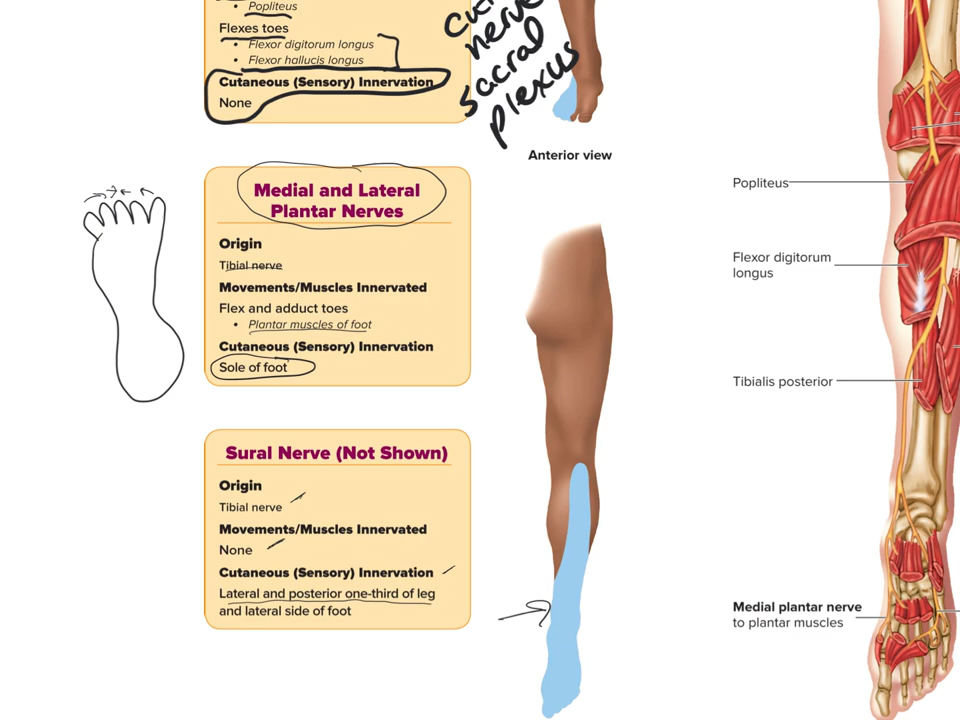 • Popliteus
Flexes toes
• Flexor digitorum longus
• Flexor hallucis longus
Cutaneous (Sensory) Innervation
None
nerve
sacral
plexus
Anterior view
Medial and Lateral
Plantar Nerves
Origin
Tibial nerve
Movements/Muscles Innervated
Flex and adduct toes
• Plantar muscles of foot
Cutaneous (Sensory) Innervation
Sole of foot
Sural Nerve (Not Shown)
Origin
Tibial nerve
Movements/Muscles Innervated
None
Cutaneous (Sensory) Innervation
Lateral and posterior one-third of leg
and lateral side of foot
Popliteus
Flexor digitorum
longus
Tibialis posterior
Medial plantar nerve
to plantar muscles